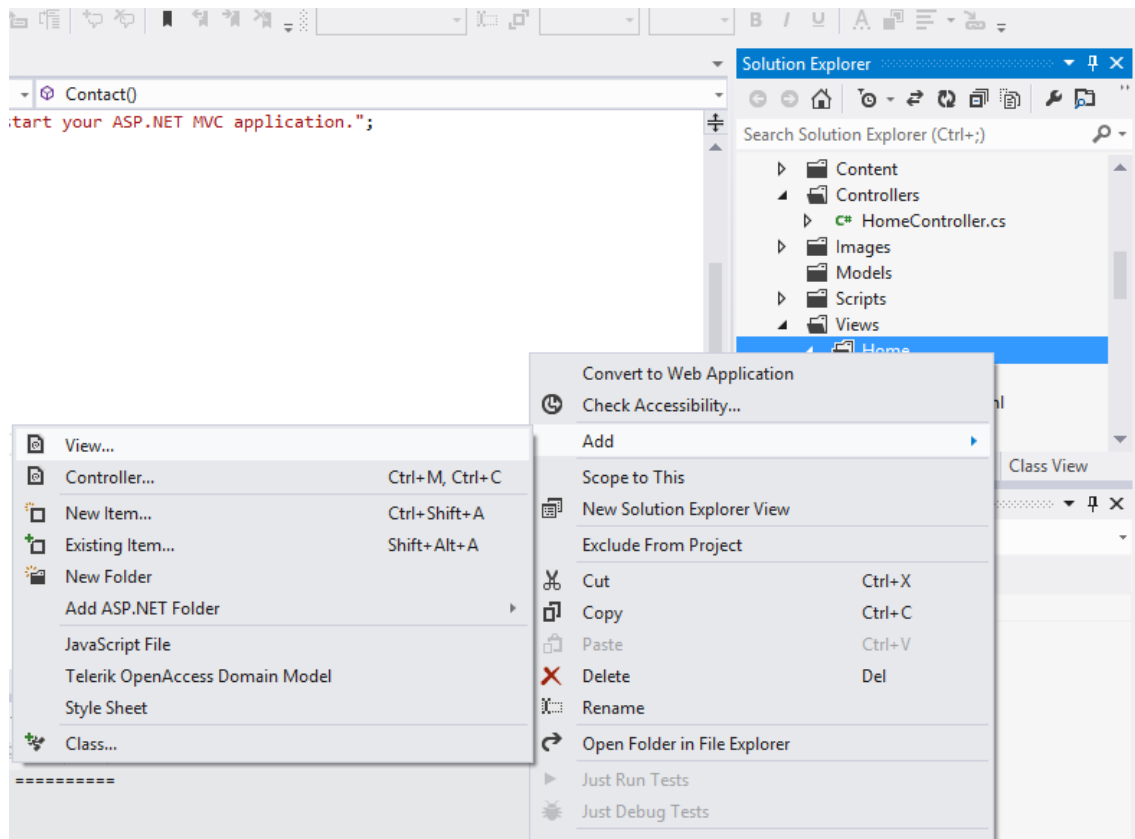 B I U A
Solution Explorer
Contact()
start your ASP.NET MVC application.";
Search Solution Explorer (Ctrl+;)
Content
Controllers
C# HomeController.cs
Images
Models
Scripts
Views
Home
Convert to Web Application
Check Accessibility...
Add
Scope to This
Class View
New Solution Explorer View
Exclude From Project
Cut Ctrl+X
Copy Ctrl+C
Paste Ctrl+V
Delete Del
Rename
Open Folder in File Explorer
Just Run Tests
Just Debug Tests
View...
Controller... Ctrl+M, Ctrl+C
New Item... Ctrl+Shift+A
Existing Item... Shift+Alt+A
New Folder
Add ASP.NET Folder
JavaScript File
Telerik OpenAccess Domain Model
Style Sheet
Class...
==========